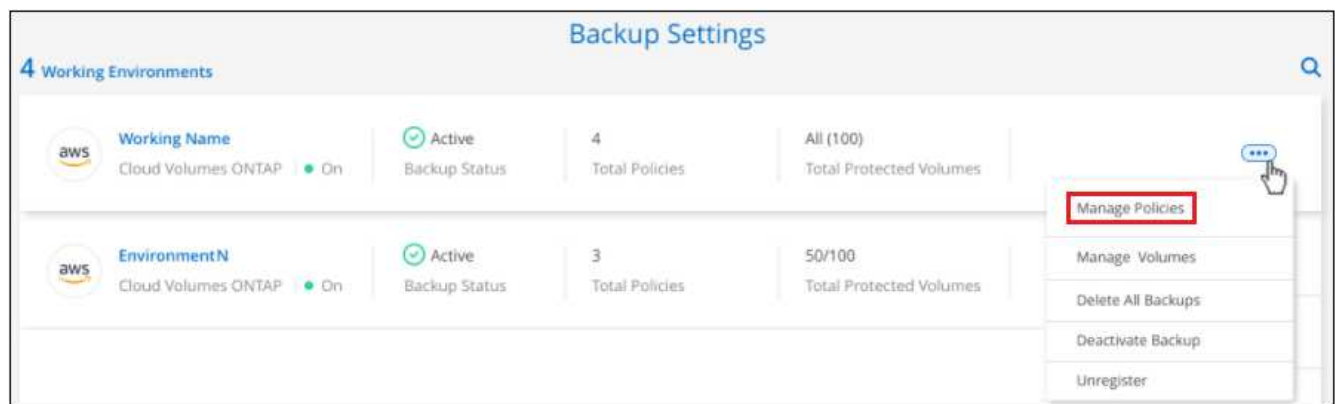 Backup Settings
4 Working Environments
aws
Working Name
Cloud Volumes ONTAP On
Active
Backup Status
4
Total Policies
All (100)
Total Protected Volumes
Manage Policies
Manage Volumes
Delete All Backups
Deactivate Backup
Unregister
aws
EnvironmentN
Cloud Volumes ONTAP On
Active
Backup Status
3
Total Policies
50/100
Total Protected Volumes